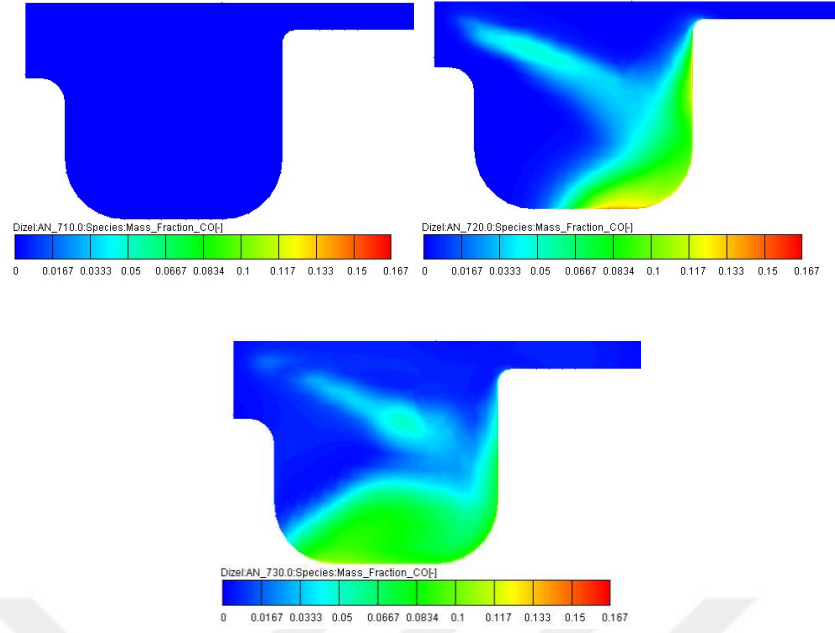 Dizel:AN_710.0:Species:Mass_Fraction_CO[-]
0 0.0167 0.0333 0.05 0.0667 0.0834 0.1 0.117 0.133 0.15 0.167
Dizel:AN_720.0:Species:Mass_Fraction_CO[-]
0 0.0167 0.0333 0.05 0.0667 0.0834 0.1 0.117 0.133 0.15 0.167
Dizel:AN_730.0:Species:Mass_Fraction_CO[-]
0 0.0167 0.0333 0.05 0.0667 0.0834 0.1 0.117 0.133 0.15 0.167